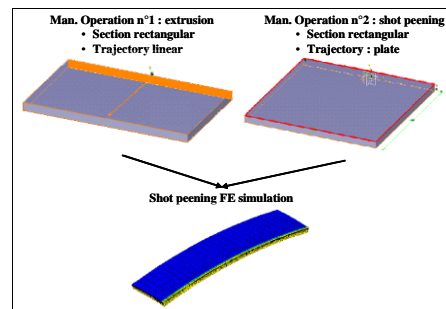 Man. Operation n°1 : extrusion
• Section rectangular
• Trajectory linear
Man. Operation n°2 : shot peening
• Section rectangular
• Trajectory : plate
Shot peening FE simulation